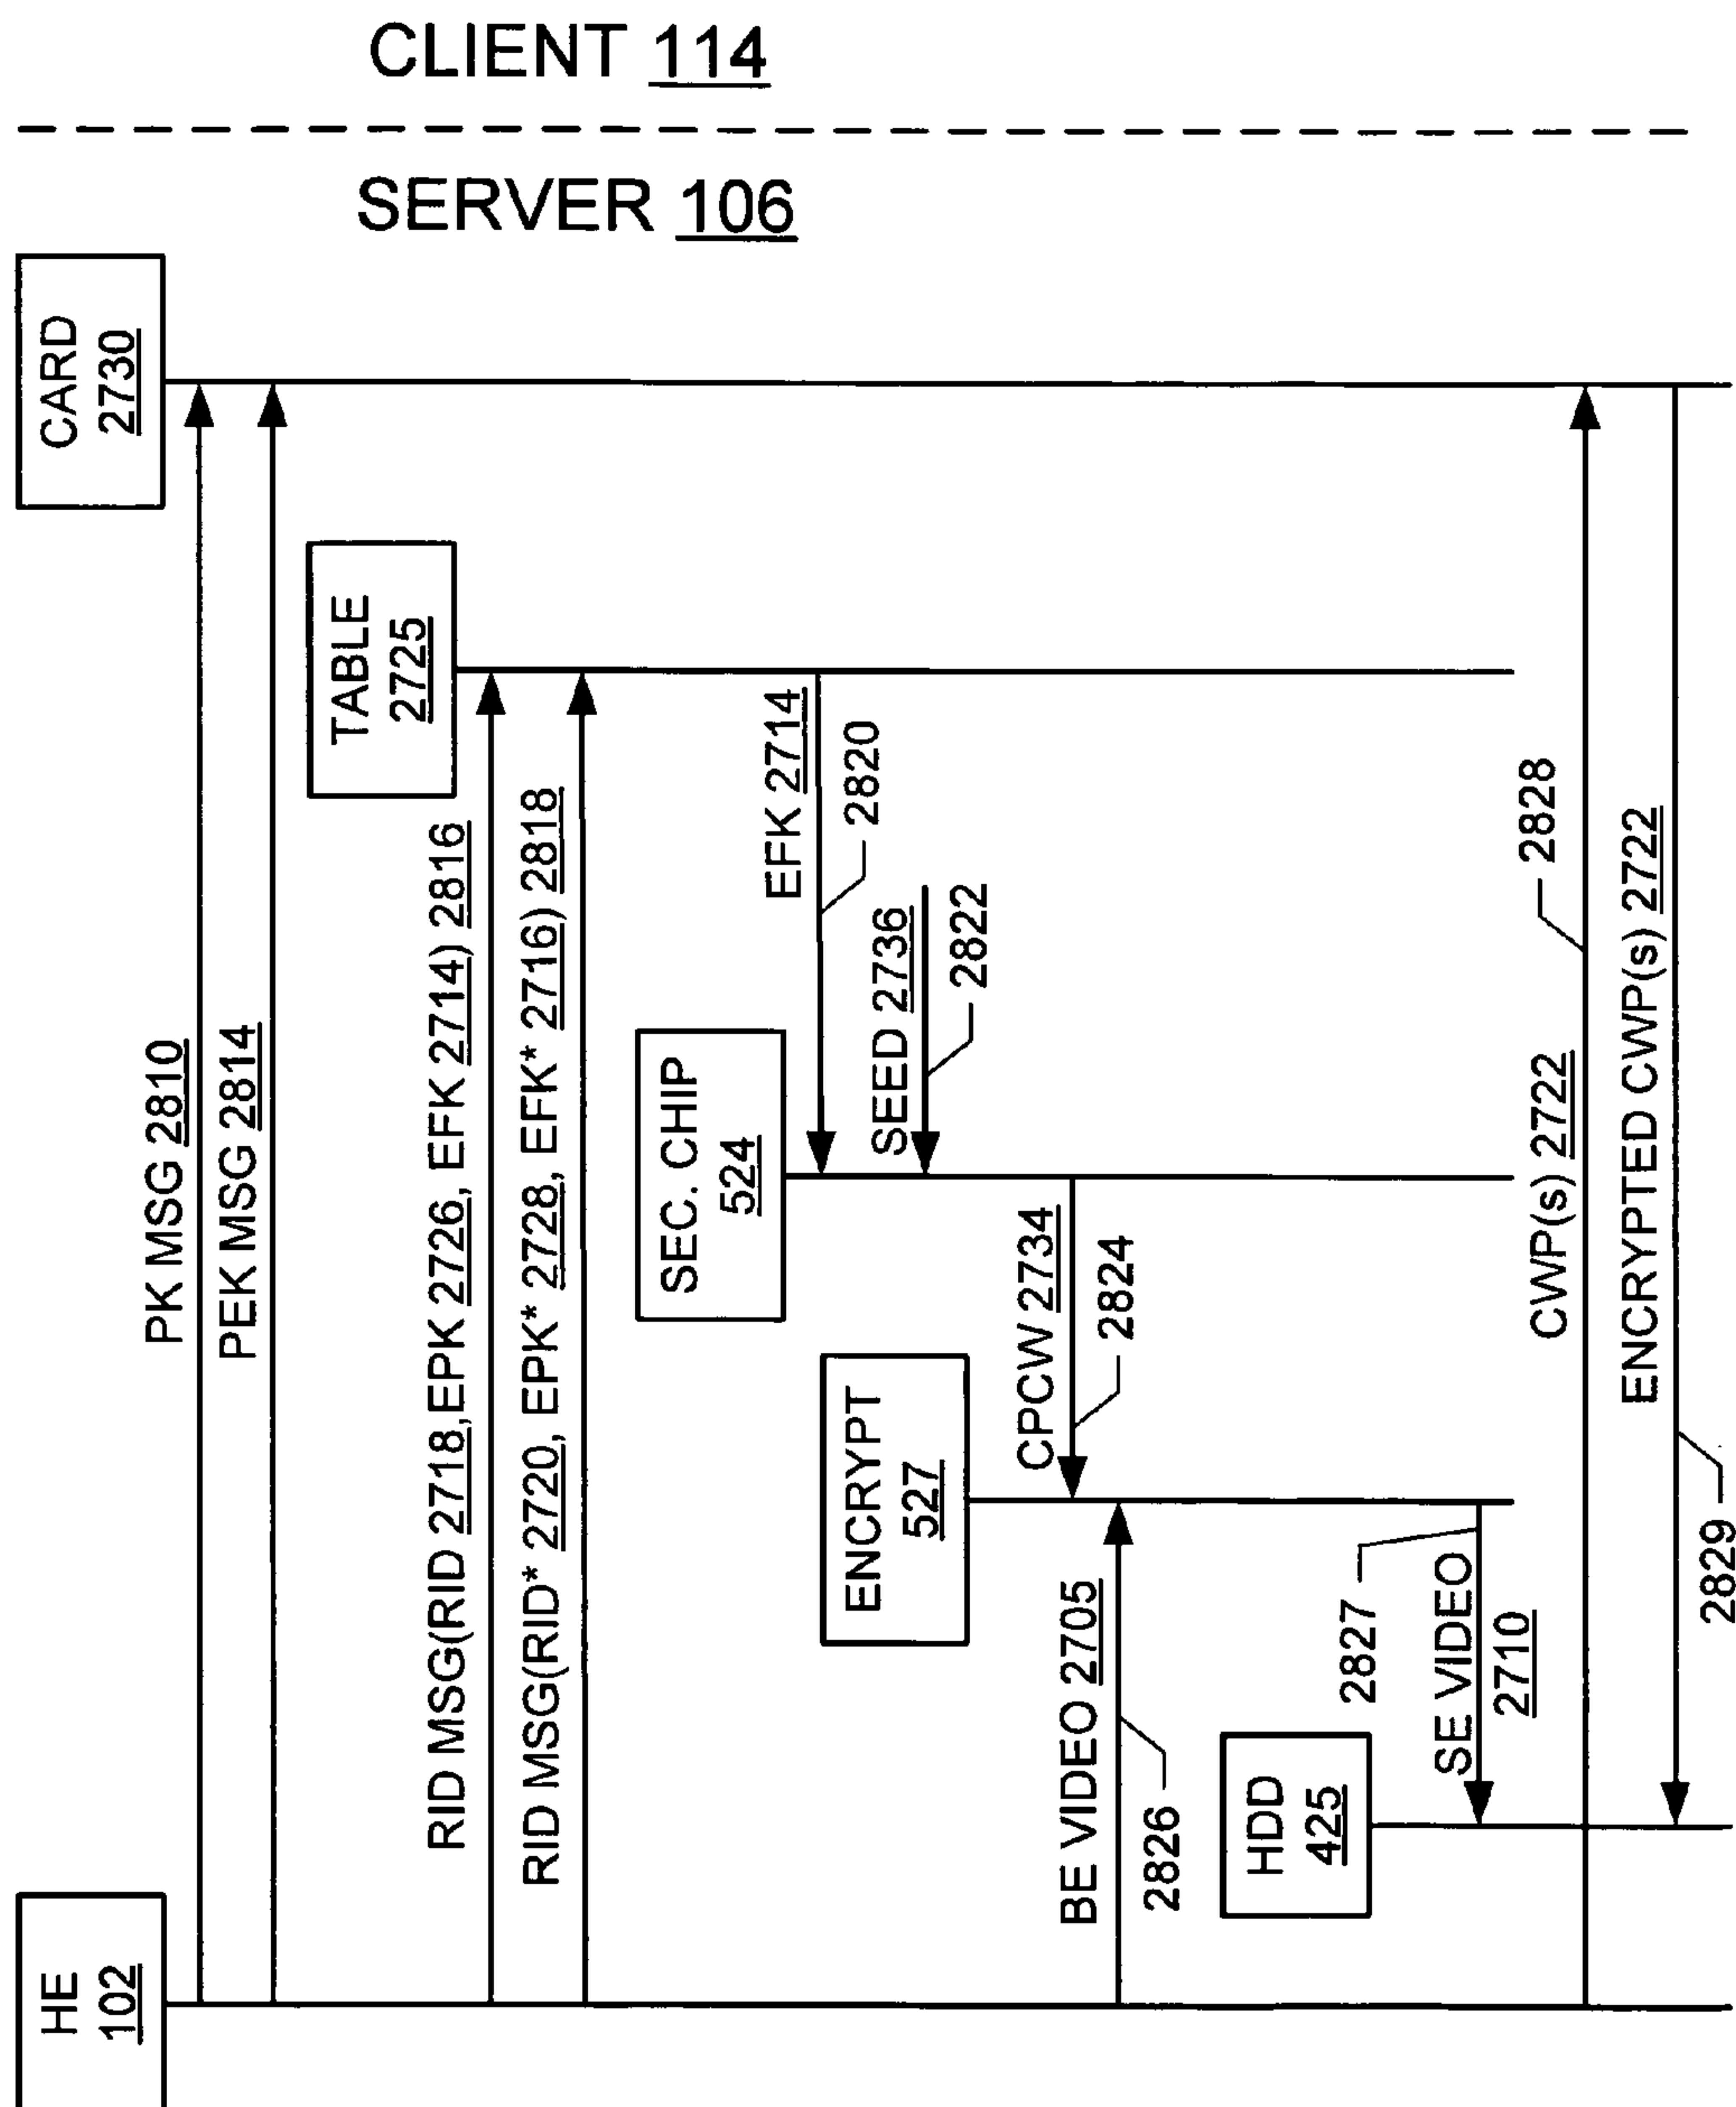 CLIENT 114
SERVER 106
HE
102
HDD
425
ENCRYPT
527
SEC. CHIP
524
TABLE
2725
CARD
2730
PK MSG 2810
PEK MSG 2814
RID MSG(RID 2718,EPK 2726, EFK 2714) 2816
RID MSG(RID* 2720, EPK* 2728, EFK* 2716) 2818
EFK 2714
2820
SEED 2736
2822
CPCW 2734
2824
BE VIDEO 2705
2826
2827
SE VIDEO
2710
CWP(s) 2722
2828
ENCRYPTED CWP(s) 2722
2829